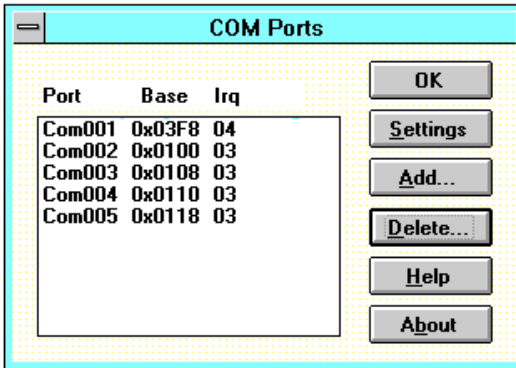 COM Ports
Port Base Irq
Com001 0x03F8 04
Com002 0x0100 03
Com003 0x0108 03
Com004 0x0110 03
Com005 0x0118 03
OK
Settings
Add...
Delete...
Help
About